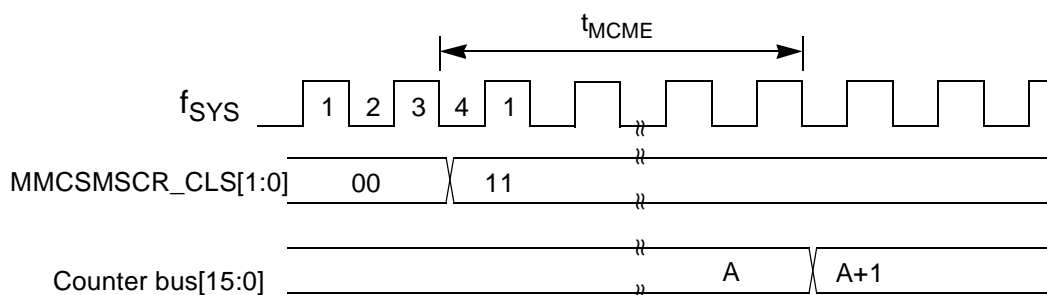 tMCME
fSYS 1 2 3 4 1
MMCSMSCR_CLS[1:0] 00 11
Counter bus[15:0] A A+1